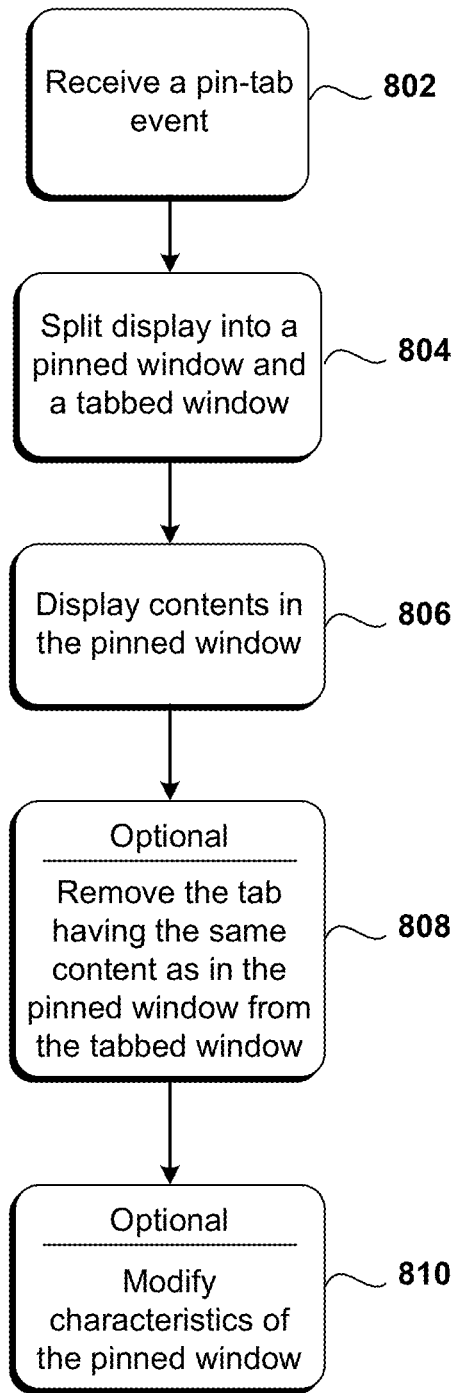 Receive a pin-tab
event
802
Split display into a
pinned window and
a tabbed window
804
Display contents in
the pinned window
806
Optional
Remove the tab
having the same
content as in the
pinned window from
the tabbed window
808
Optional
Modify
characteristics of
the pinned window
810